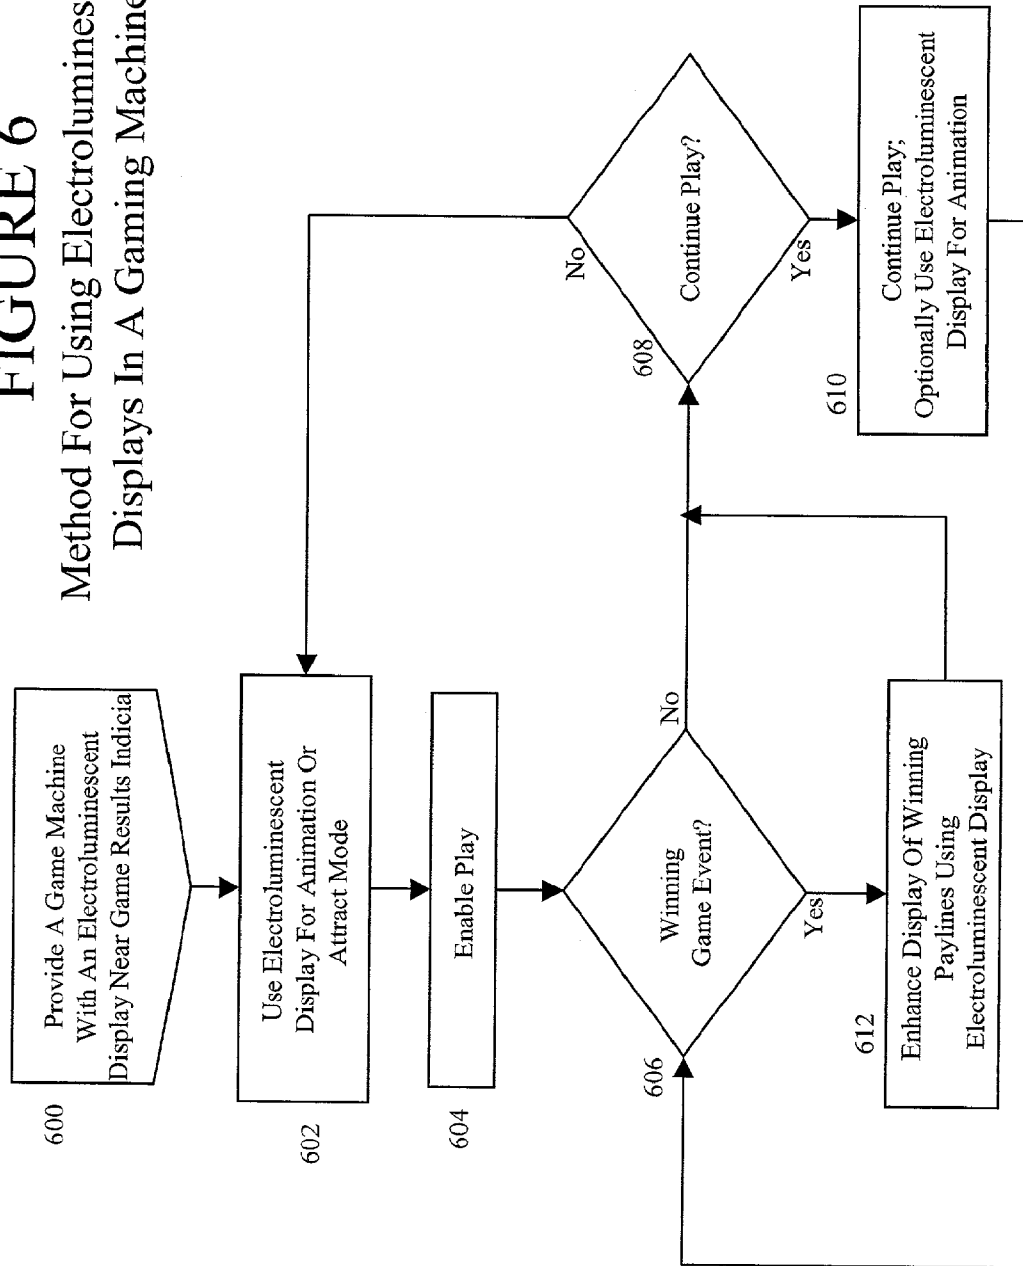 FIGURE 6
Method For Using Electrolumines
Displays In A Gaming Machine
600
Provide A Game Machine
With An Electroluminescent
Display Near Game Results Indicia
602
Use Electroluminescent
Display For Animation Or
Attract Mode
604
Enable Play
606
Winning
Game Event?
No
Yes
612
Enhance Display Of Winning
Paylines Using
Electroluminescent Display
608
Continue Play?
No
Yes
610
Continue Play;
Optionally Use Electroluminescent
Display For Animation